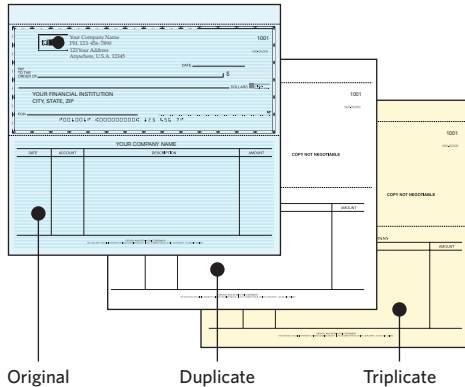 Your Company Name
PH. 123-456-7890
123 Your Address
Anywhere, U.S.A. 12345
1001
DATE
PAY
TO THE
ORDER OF
$
DOLLARS
YOUR FINANCIAL INSTITUTION
CITY, STATE, ZIP
FOR
YOUR COMPANY NAME
DATE ACCOUNT DESCRIPTION AMOUNT
1001
COPY NOT NEGOTIABLE
AMOUNT
1001
COPY NOT NEGOTIABLE
AMOUNT
Original Duplicate Triplicate